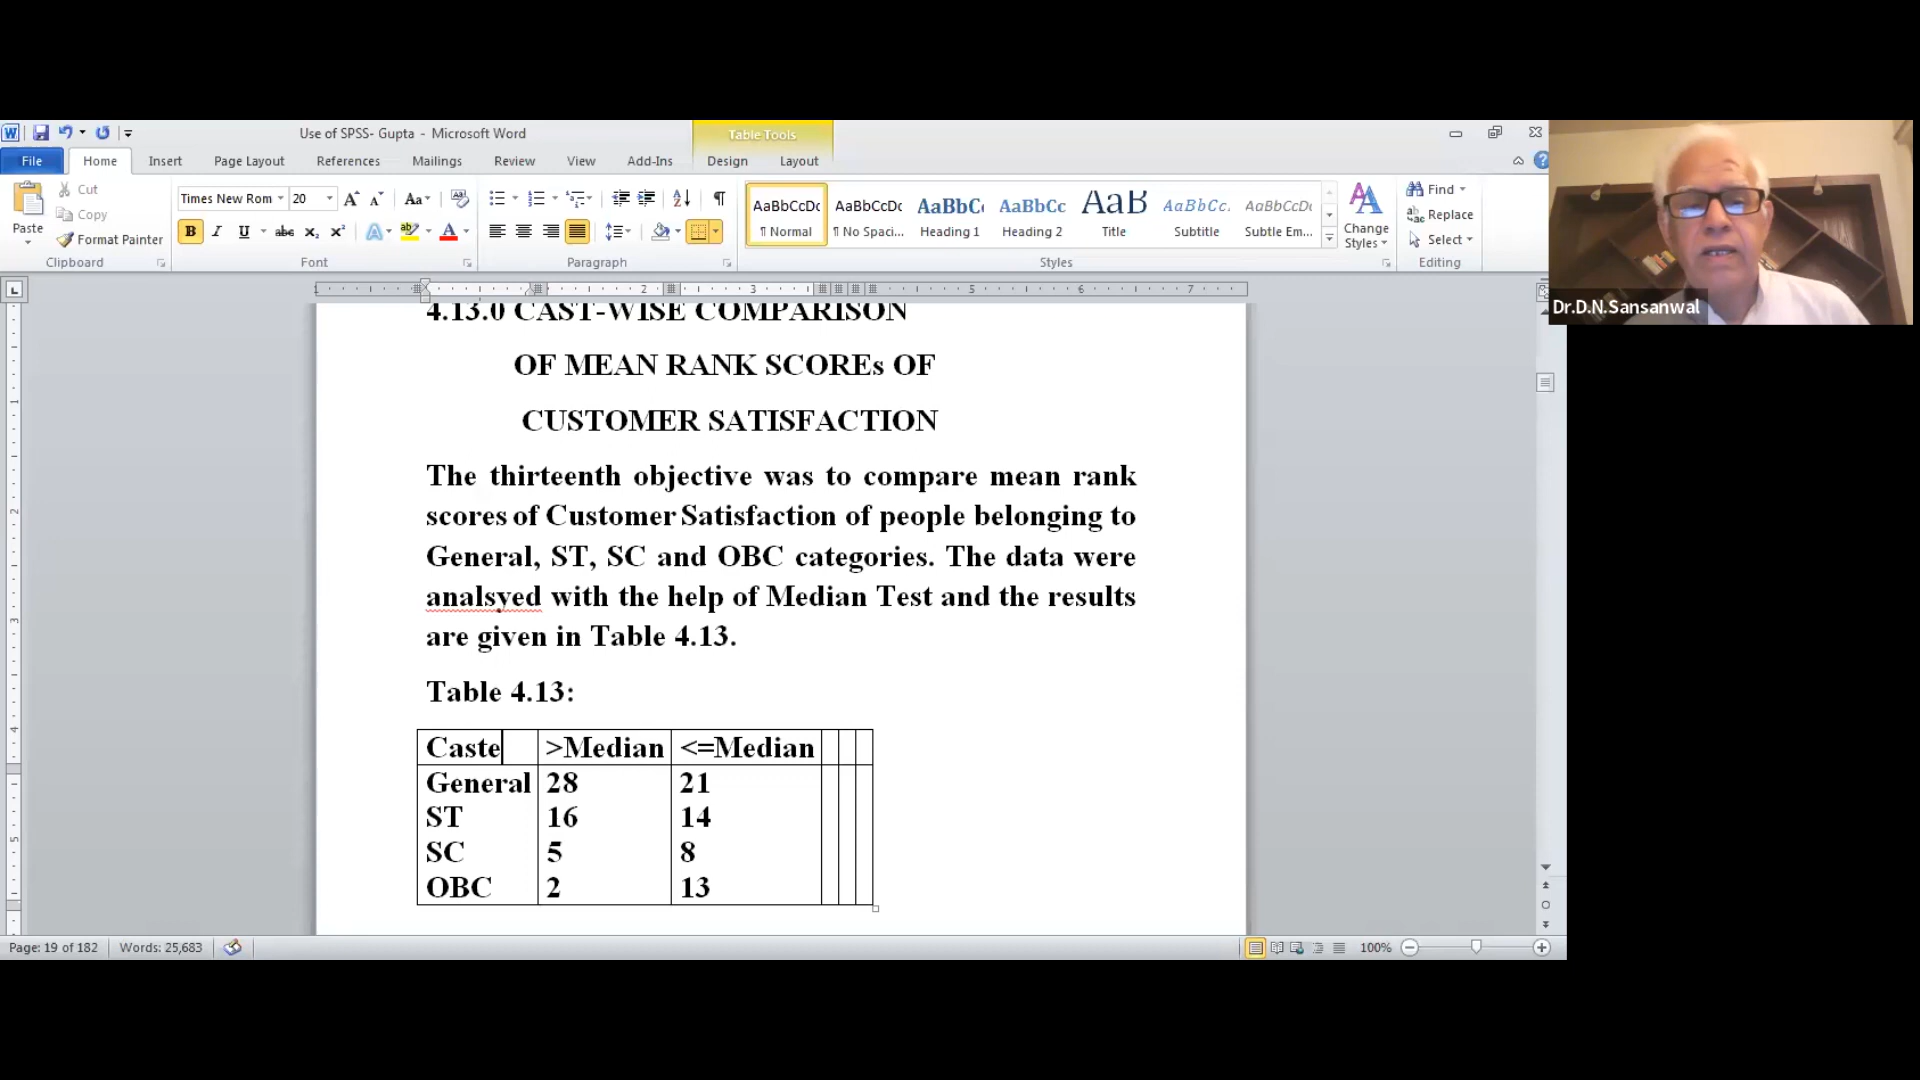 Use of SPSS- Gupta - Microsoft Word
Table Tools
File Home Insert Page Layout References Mailings Review View Add-Ins Design Layout
Paste
Cut
Copy
Format Painter
Clipboard
Times New Rom 20
Font
Paragraph
AaBbCcDc AaBbCcDc AaBbC AaBbCc AaB AaBbCc. AaBbCcDc
¶ Normal ¶ No Spaci... Heading 1 Heading 2 Title Subtitle Subtle Em...
Change Styles
Styles
Find
Replace
Select
Editing
Dr.D.N.Sansanwal
4.13.0 CAST-WISE COMPARISON
OF MEAN RANK SCOREs OF
CUSTOMER SATISFACTION
The thirteenth objective was to compare mean rank
scores of Customer Satisfaction of people belonging to
General, ST, SC and OBC categories. The data were
analsyed with the help of Median Test and the results
are given in Table 4.13.
Table 4.13:
Caste >Median <=Median
General 28 21
ST 16 14
SC 5 8
OBC 2 13
Page: 19 of 182 Words: 25,683 100%